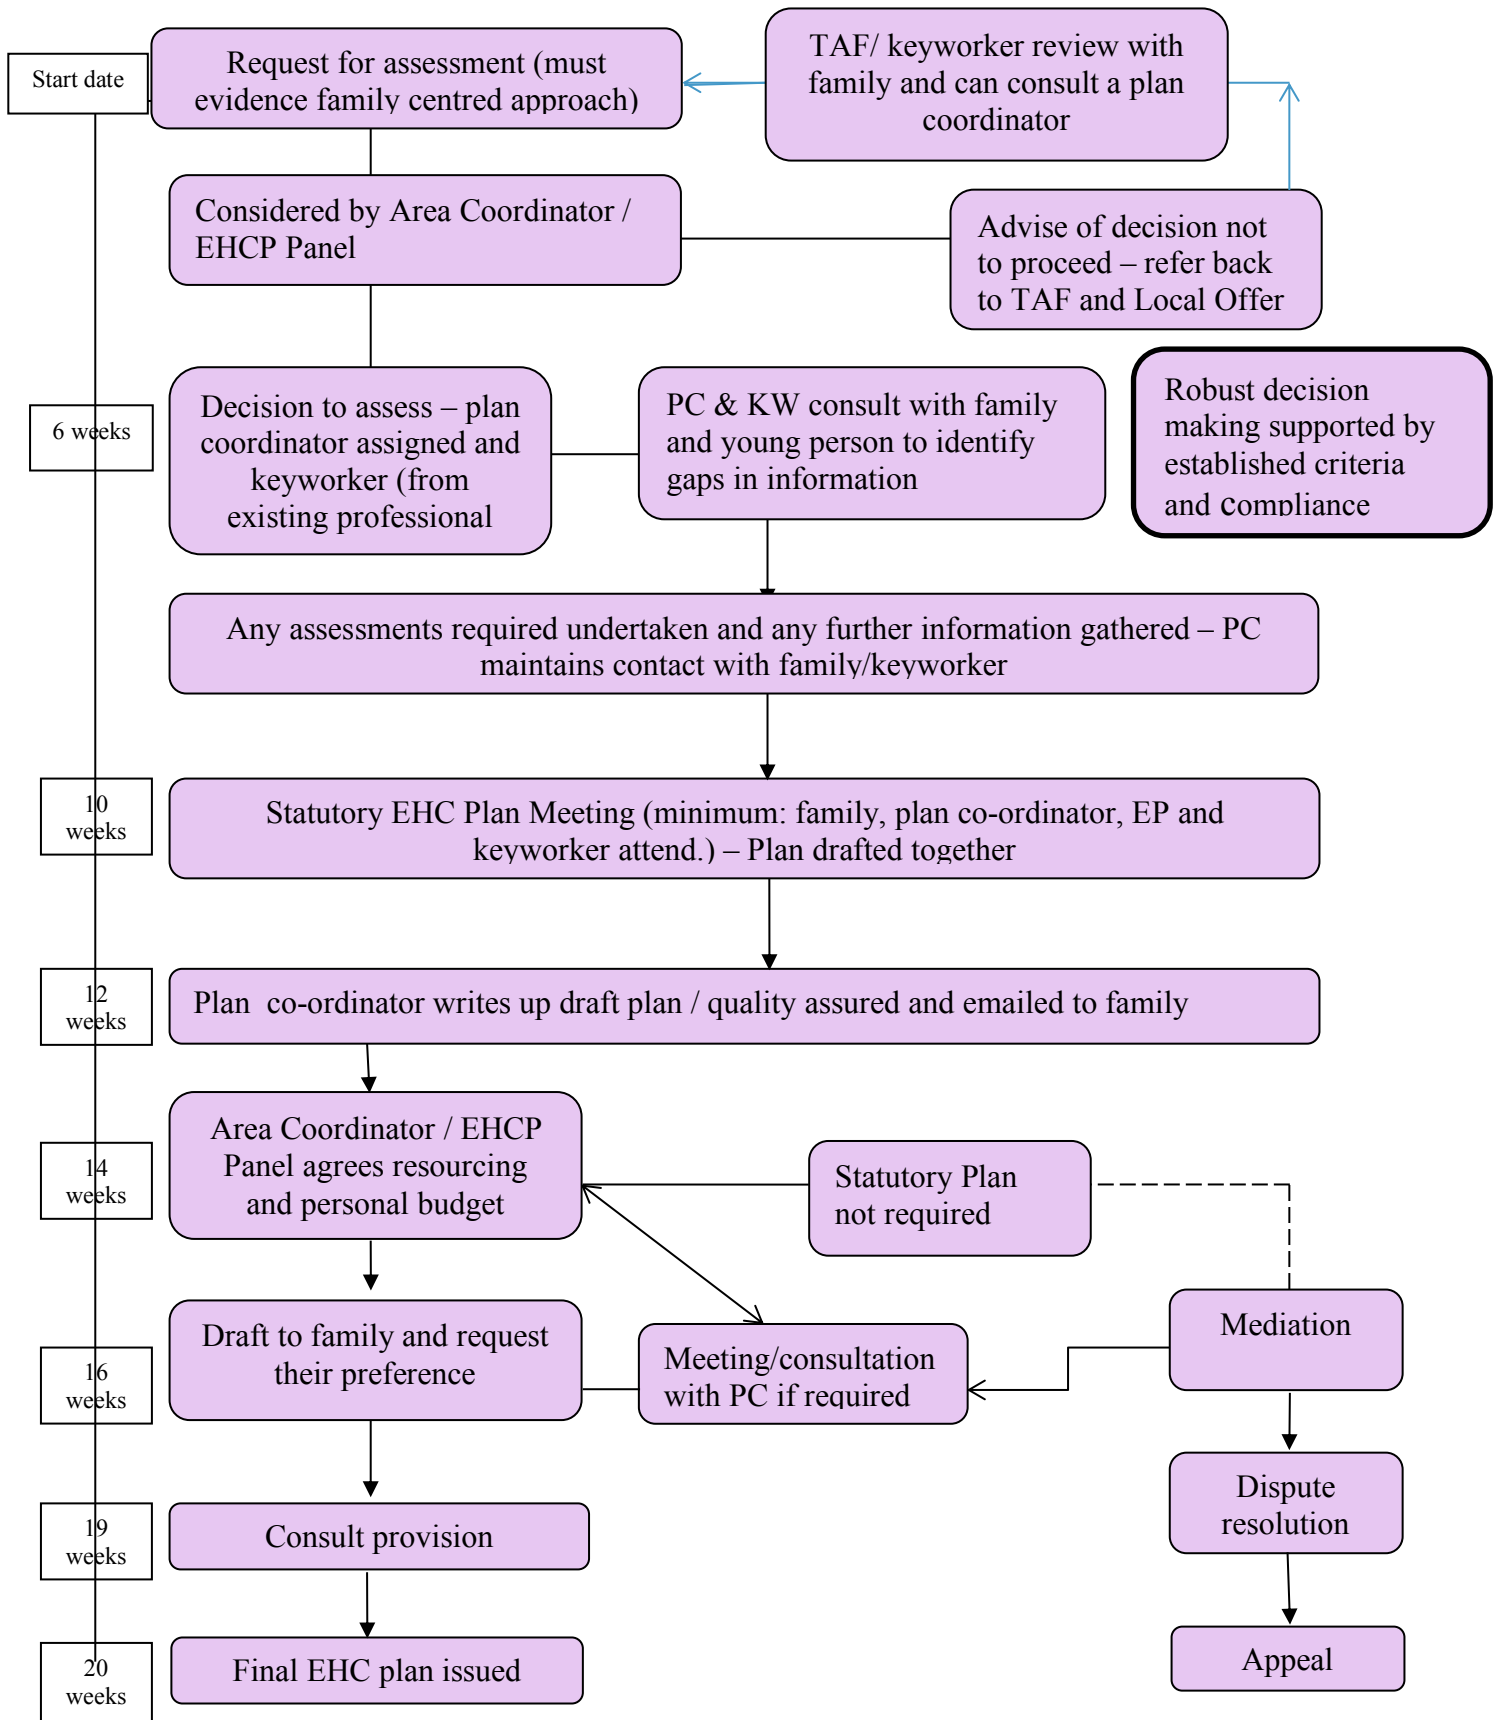 Start date
Request for assessment (must
evidence family centred approach)
TAF/ keyworker review with
family and can consult a plan
coordinator
Considered by Area Coordinator /
EHCP Panel
Advise of decision not
to proceed – refer back
to TAF and Local Offer
6 weeks
Decision to assess – plan
coordinator assigned and
keyworker (from
existing professional
PC & KW consult with family
and young person to identify
gaps in information
Robust decision
making supported by
established criteria
and compliance
Any assessments required undertaken and any further information gathered – PC
maintains contact with family/keyworker
10
weeks
Statutory EHC Plan Meeting (minimum: family, plan co-ordinator, EP and
keyworker attend.) – Plan drafted together
12
weeks
Plan  co-ordinator writes up draft plan / quality assured and emailed to family
14
weeks
Area Coordinator / EHCP
Panel agrees resourcing
and personal budget
Statutory Plan
not required
16
weeks
Draft to family and request
their preference
Meeting/consultation
with PC if required
Mediation
Dispute
resolution
19
weeks
Consult provision
20
weeks
Final EHC plan issued
Appeal